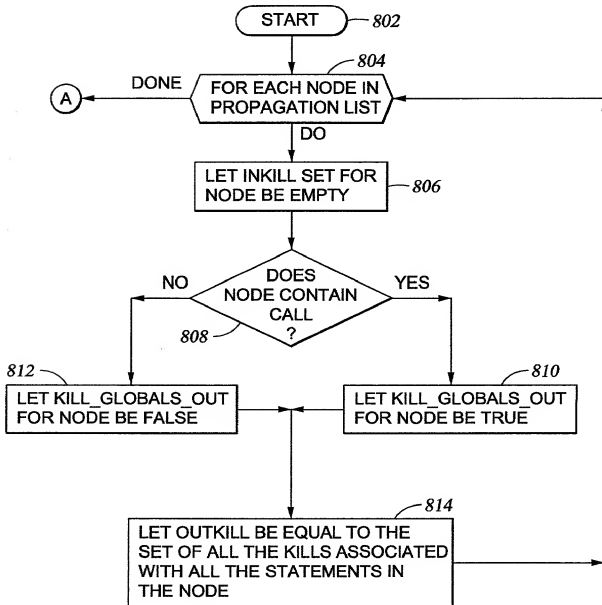 START
802
804
DONE
A
FOR EACH NODE IN
PROPAGATION LIST
DO
LET INKILL SET FOR
NODE BE EMPTY
806
NO
DOES
NODE CONTAIN
CALL
?
YES
808
812
LET KILL_GLOBALS_OUT
FOR NODE BE FALSE
810
LET KILL_GLOBALS_OUT
FOR NODE BE TRUE
814
LET OUTKILL BE EQUAL TO THE
SET OF ALL THE KILLS ASSOCIATED
WITH ALL THE STATEMENTS IN
THE NODE